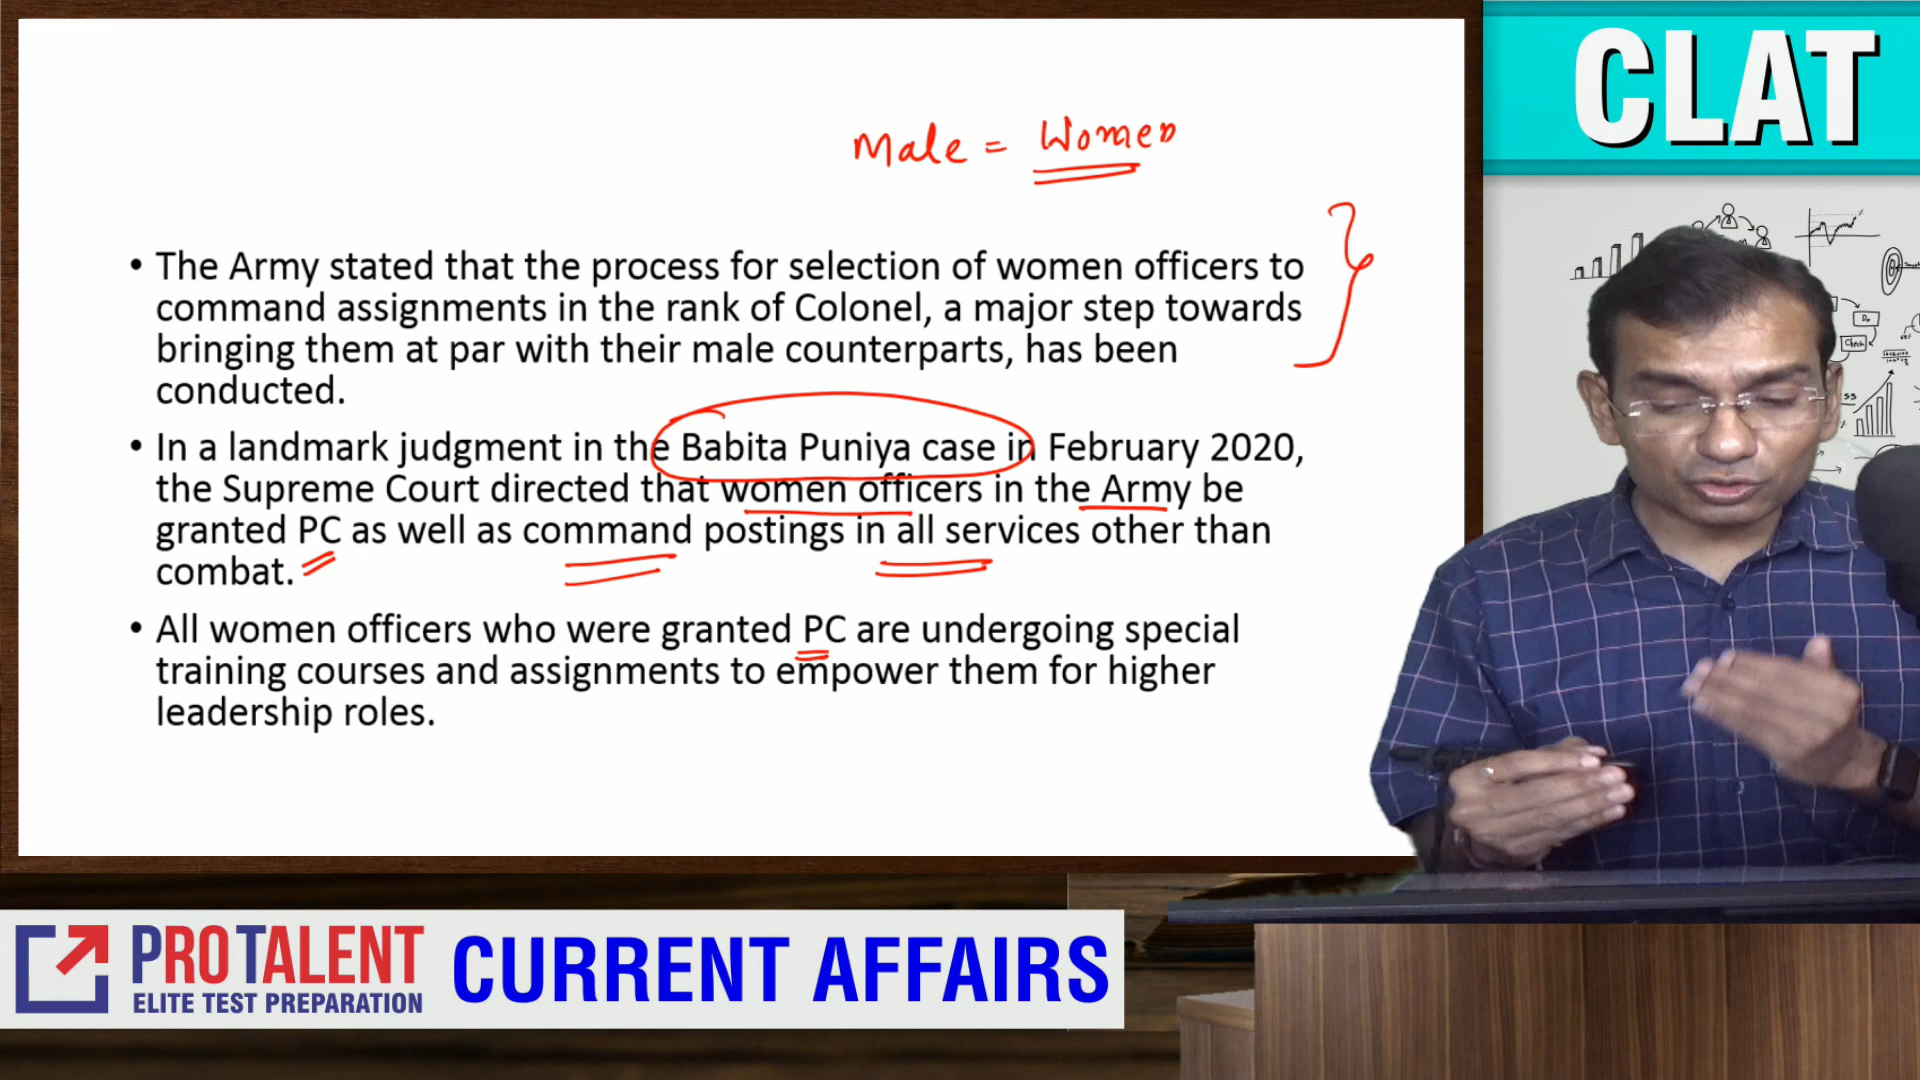 CLAT
Male = Women
• The Army stated that the process for selection of women officers to
command assignments in the rank of Colonel, a major step towards
bringing them at par with their male counterparts, has been
conducted.
• In a landmark judgment in the Babita Puniya case in February 2020,
the Supreme Court directed that women officers in the Army be
granted PC as well as command postings in all services other than
combat.
• All women officers who were granted PC are undergoing special
training courses and assignments to empower them for higher
leadership roles.
Do
Check
PROTALENT
ELITE TEST PREPARATION
CURRENT AFFAIRS